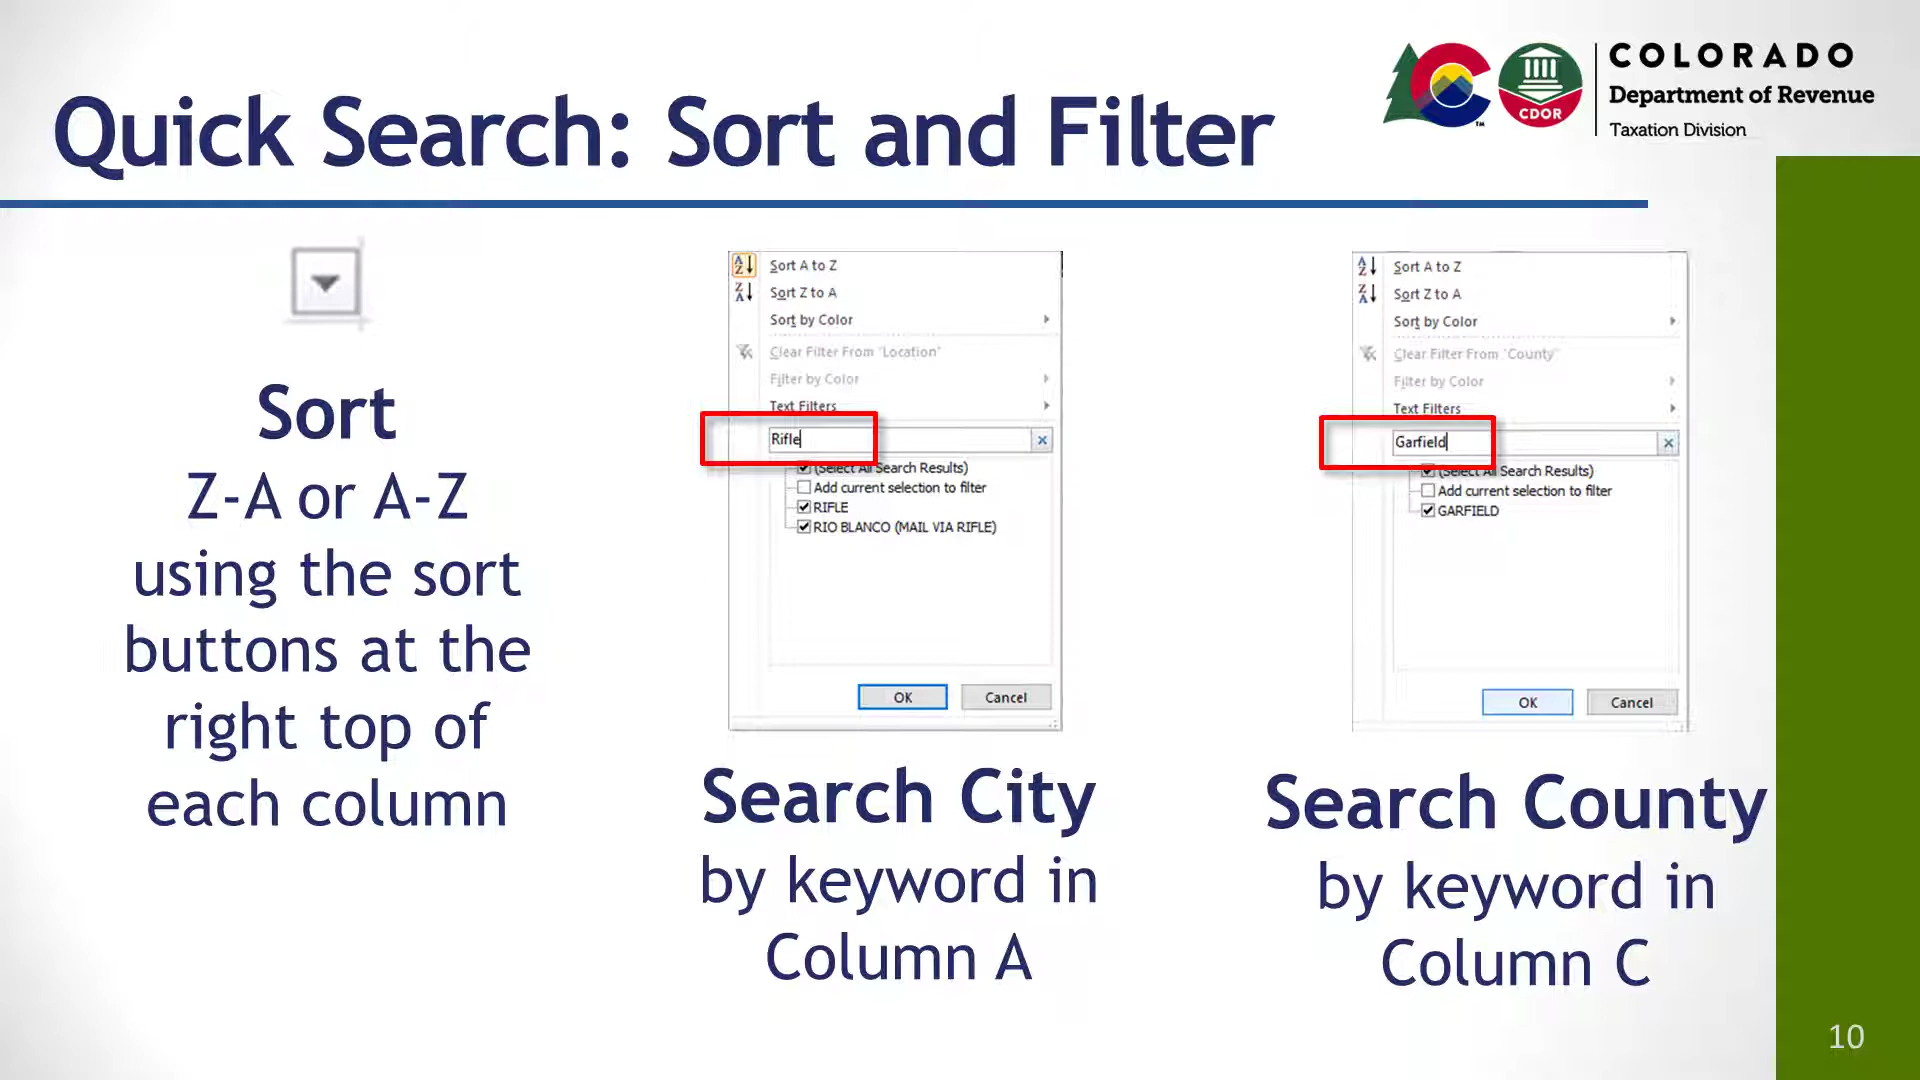 Quick Search: Sort and Filter
CDOR
TM
COLORADO
Department of Revenue
Taxation Division
Sort
Z-A or A-Z
using the sort
buttons at the
right top of
each column
Sort A to Z
Sort Z to A
Sort by Color
Clear Filter From "Location"
Filter by Color
Text Filters
Rifle
(Select All Search Results)
Add current selection to filter
RIFLE
RIO BLANCO (MAIL VIA RIFLE)
OK
Cancel
Search City
by keyword in
Column A
Sort A to Z
Sort Z to A
Sort by Color
Clear Filter From "County"
Filter by Color
Text Filters
Garfield
(Select All Search Results)
Add current selection to filter
GARFIELD
OK
Cancel
Search County
by keyword in
Column C
10